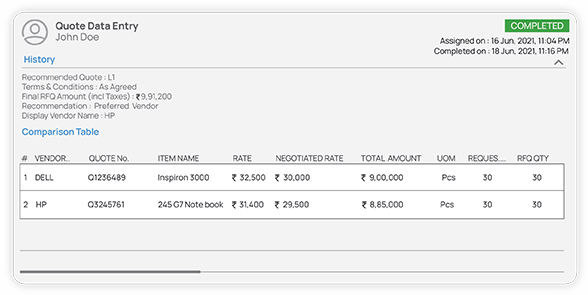 Quote Data Entry
John Doe
COMPLETED
Assigned on : 16 Jun, 2021, 11:04 PM
Completed on : 18 Jun, 2021, 11:16 PM
History
Recommended Quote : L1
Terms & Conditions : As Agreed
Final RFQ Amount (incl Taxes) : ₹9,91,200
Recommendation : Preferred Vendor
Display Vendor Name : HP
Comparison Table
# VENDOR.. QUOTE No. ITEM NAME RATE NEGOTIATED RATE TOTAL AMOUNT UOM REQUES.... RFQ QTY
1 DELL Q1236489 Inspiron 3000 ₹ 32,500 ₹ 30,000 ₹ 9,00,000 Pcs 30 30
2 HP Q3245761 245 G7 Note book ₹ 31,400 ₹ 29,500 ₹ 8,85,000 Pcs 30 30